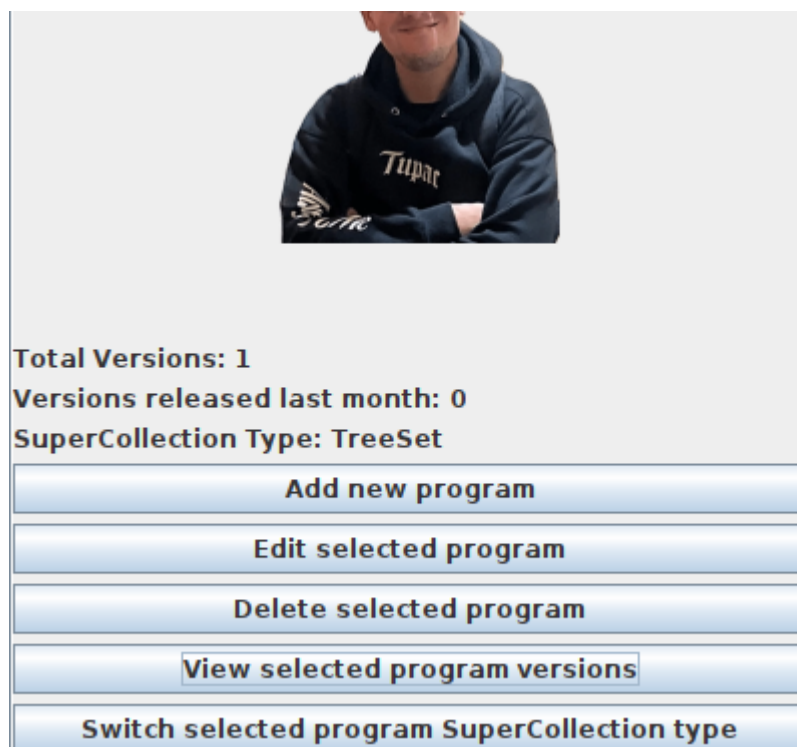 Tupac
Total Versions: 1
Versions released last month: 0
SuperCollection Type: TreeSet
Add new program
Edit selected program
Delete selected program
View selected program versions
Switch selected program SuperCollection type